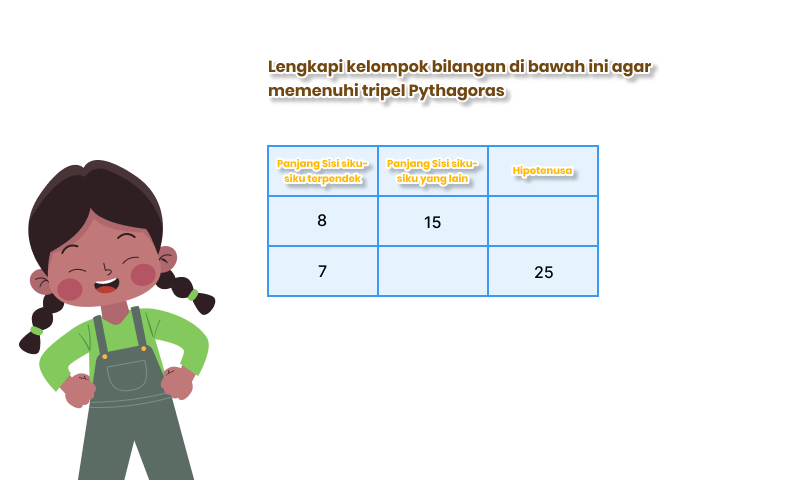 Lengkapi kelompok bilangan di bawah ini agar
memenuhi tripel Pythagoras
Panjang Sisi siku-
siku terpendek
Panjang Sisi siku-
siku yang lain
Hipotenusa
8
15
7
25